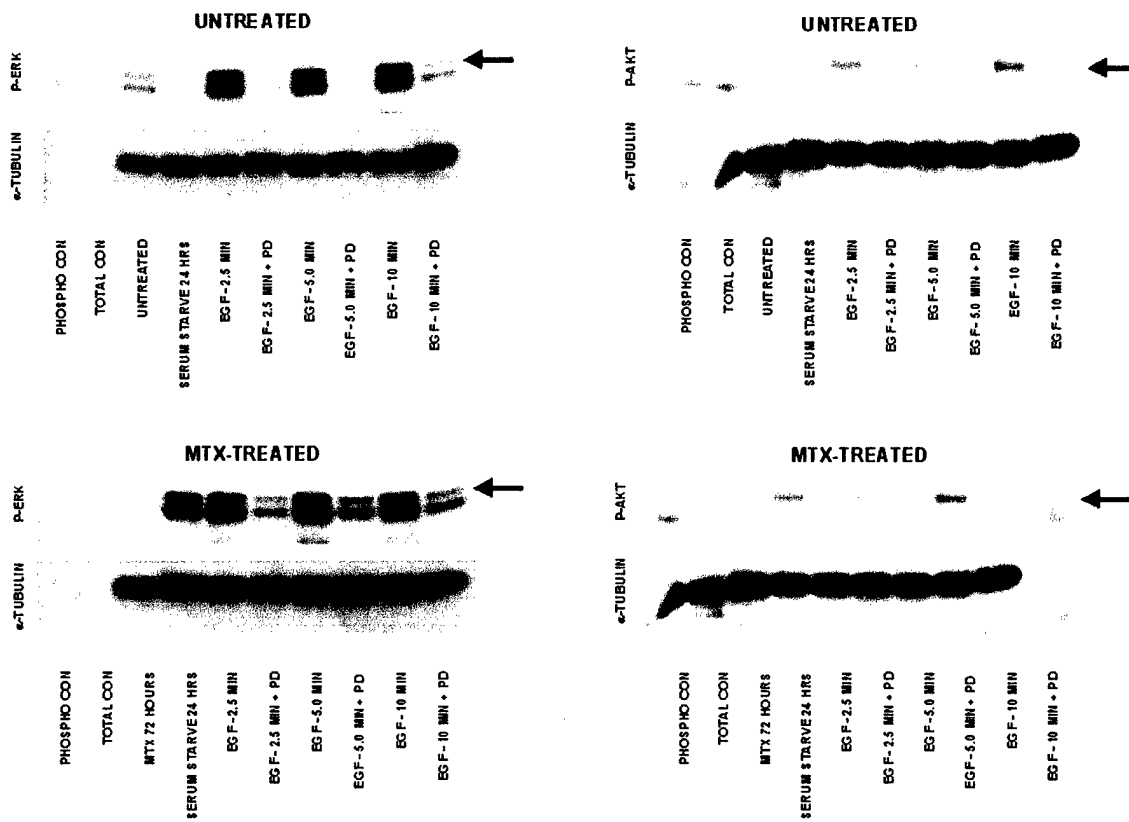 UNTREATED
P-ERK
α-TUBULIN
PHOSPHO CON
TOTAL CON
UNTREATED
SERUM STARVE 24 HRS
EGF-2.5 MIN
EGF-2.5 MIN + PD
EGF-5.0 MIN
EGF-5.0 MIN + PD
EGF-10 MIN
EGF-10 MIN + PD
UNTREATED
P-AKT
α-TUBULIN
PHOSPHO CON
TOTAL CON
UNTREATED
SERUM STARVE 24 HRS
EGF-2.5 MIN
EGF-2.5 MIN + PD
EGF-5.0 MIN
EGF-5.0 MIN + PD
EGF-10 MIN
EGF-10 MIN + PD
MTX-TREATED
P-ERK
α-TUBULIN
PHOSPHO CON
TOTAL CON
MTX 72 HOURS
SERUM STARVE 24 HRS
EGF-2.5 MIN
EGF-2.5 MIN + PD
EGF-5.0 MIN
EGF-5.0 MIN + PD
EGF-10 MIN
EGF-10 MIN + PD
MTX-TREATED
P-AKT
α-TUBULIN
PHOSPHO CON
TOTAL CON
MTX 72 HOURS
SERUM STARVE 24 HRS
EGF-2.5 MIN
EGF-2.5 MIN + PD
EGF-5.0 MIN
EGF-5.0 MIN + PD
EGF-10 MIN
EGF-10 MIN + PD